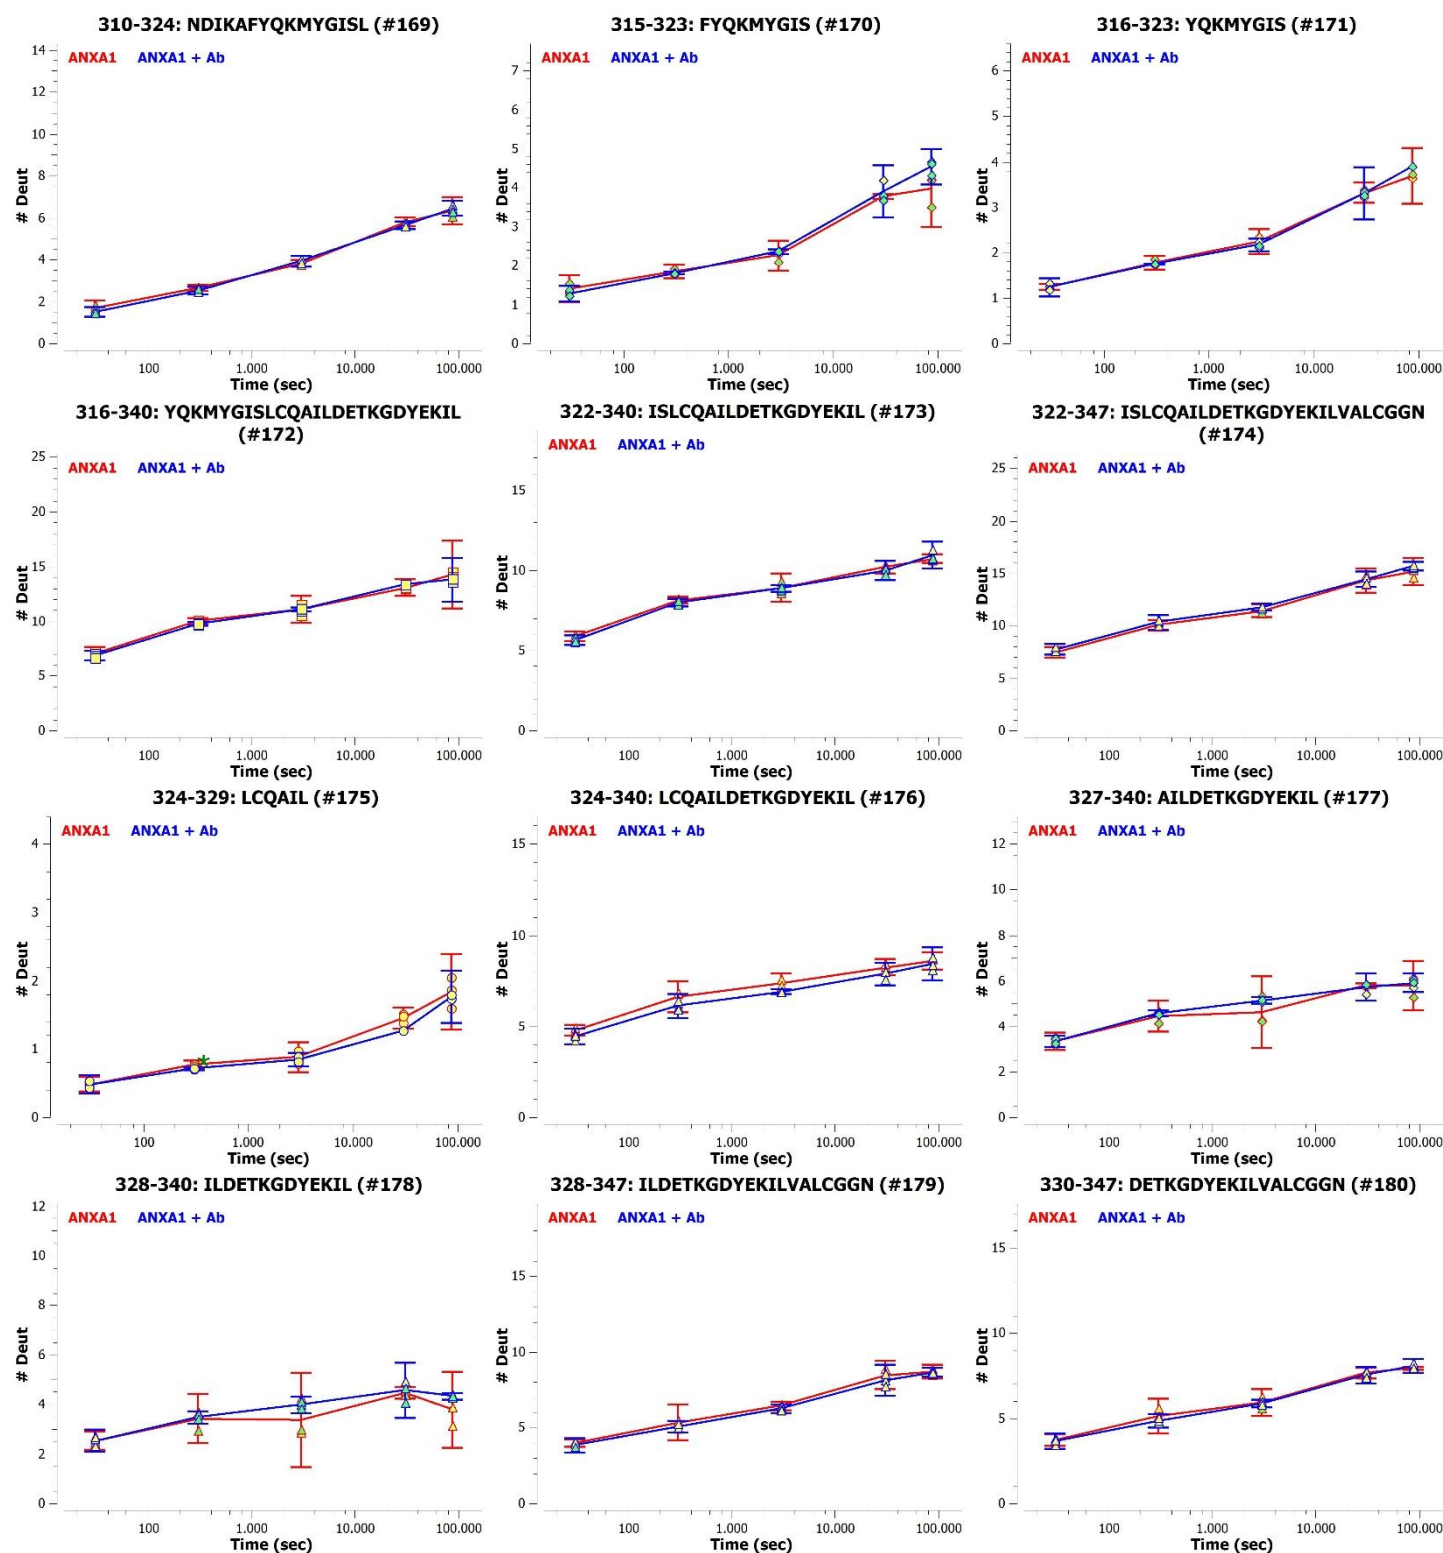 310-324: NDIKAFYQKMYGISL (#169)
ANXA1 ANXA1 + Ab
# Deut
14
12
10
8
6
4
2
0
100 1.000 10.000 100.000
Time (sec)
315-323: FYQKMYGIS (#170)
ANXA1 ANXA1 + Ab
# Deut
7
6
5
4
3
2
1
0
100 1.000 10.000 100.000
Time (sec)
316-323: YQKMYGIS (#171)
ANXA1 ANXA1 + Ab
# Deut
6
5
4
3
2
1
0
100 1.000 10.000 100.000
Time (sec)
316-340: YQKMYGISLCQAILDETKGDYEKIL
(#172)
ANXA1 ANXA1 + Ab
# Deut
25
20
15
10
5
0
100 1.000 10.000 100.000
Time (sec)
322-340: ISLCQAILDETKGDYEKIL (#173)
ANXA1 ANXA1 + Ab
# Deut
15
10
5
0
100 1.000 10.000 100.000
Time (sec)
322-347: ISLCQAILDETKGDYEKILVALCGGN
(#174)
ANXA1 ANXA1 + Ab
# Deut
25
20
15
10
5
0
100 1.000 10.000 100.000
Time (sec)
324-329: LCQAIL (#175)
ANXA1 ANXA1 + Ab
# Deut
4
3
2
1
0
100 1.000 10.000 100.000
Time (sec)
324-340: LCQAILDETKGDYEKIL (#176)
ANXA1 ANXA1 + Ab
# Deut
15
10
5
0
100 1.000 10.000 100.000
Time (sec)
327-340: AILDETKGDYEKIL (#177)
ANXA1 ANXA1 + Ab
# Deut
12
10
8
6
4
2
0
100 1.000 10.000 100.000
Time (sec)
328-340: ILDETKGDYEKIL (#178)
ANXA1 ANXA1 + Ab
# Deut
12
10
8
6
4
2
0
100 1.000 10.000 100.000
Time (sec)
328-347: ILDETKGDYEKILVALCGGN (#179)
ANXA1 ANXA1 + Ab
# Deut
15
10
5
0
100 1.000 10.000 100.000
Time (sec)
330-347: DETKGDYEKILVALCGGN (#180)
ANXA1 ANXA1 + Ab
# Deut
15
10
5
0
100 1.000 10.000 100.000
Time (sec)